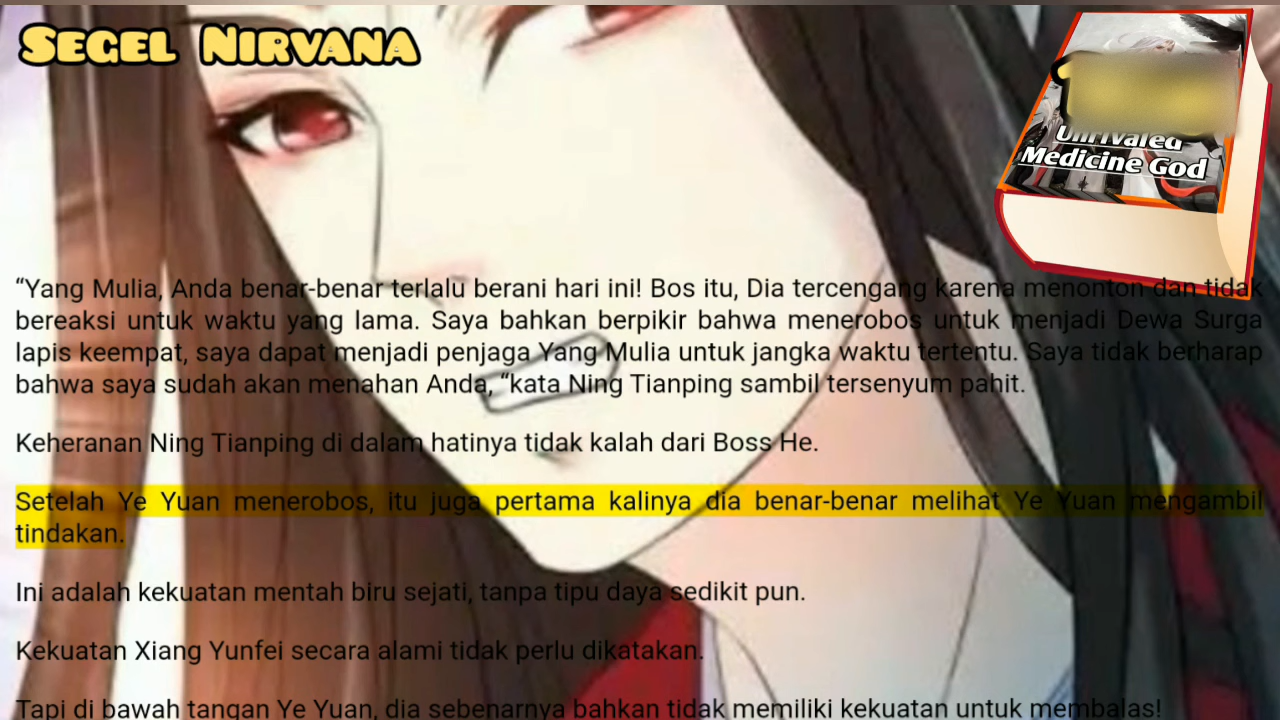 SEGEL NIRVANA
Unrivaled
Medicine God
“Yang Mulia, Anda benar-benar terlalu berani hari ini! Bos itu, Dia tercengang karena menonton dan tidak
bereaksi untuk waktu yang lama. Saya bahkan berpikir bahwa menerobos untuk menjadi Dewa Surga
lapis keempat, saya dapat menjadi penjaga Yang Mulia untuk jangka waktu tertentu. Saya tidak berharap
bahwa saya sudah akan menahan Anda, “kata Ning Tianping sambil tersenyum pahit.
Keheranan Ning Tianping di dalam hatinya tidak kalah dari Boss He.
Setelah Ye Yuan menerobos, itu juga pertama kalinya dia benar-benar melihat Ye Yuan mengambil
tindakan.
Ini adalah kekuatan mentah biru sejati, tanpa tipu daya sedikit pun.
Kekuatan Xiang Yunfei secara alami tidak perlu dikatakan.
Tapi di bawah tangan Ye Yuan, dia sebenarnya bahkan tidak memiliki kekuatan untuk membalas!